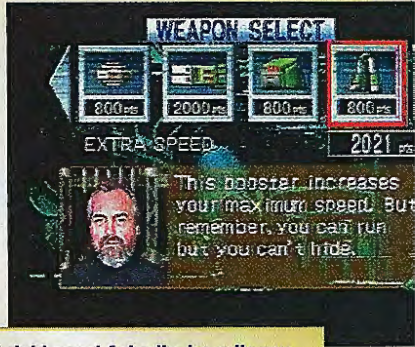 WEAPON SELECT
800 pts 2000 pts 800 pts 800 pts
EXTRA SPEED 2021 pts
This booster increases
your maximum speed. But
remember, you can run
but you can't hide.